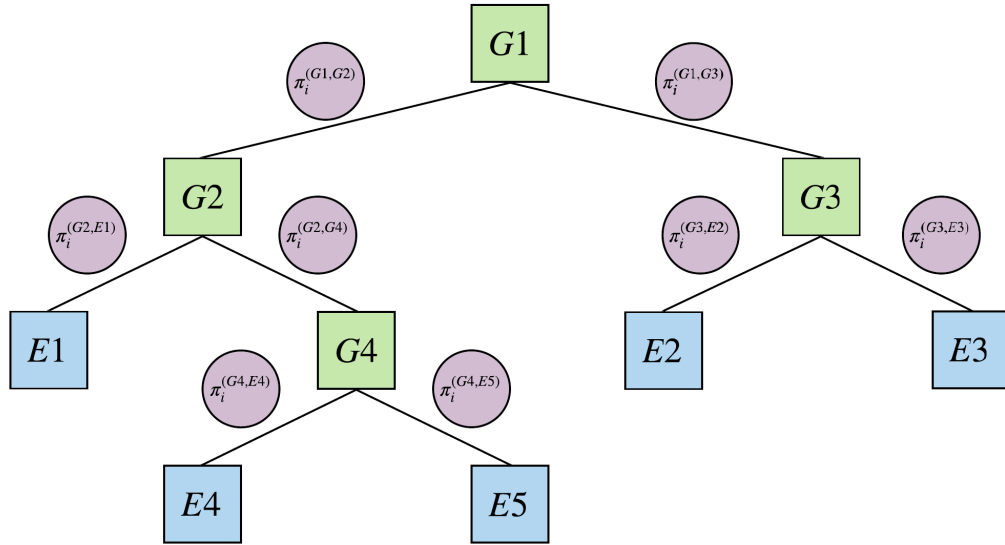 G1
π_i^(G1,G2)
π_i^(G1,G3)
G2
G3
π_i^(G2,E1)
π_i^(G2,G4)
π_i^(G3,E2)
π_i^(G3,E3)
E1
G4
E2
E3
π_i^(G4,E4)
π_i^(G4,E5)
E4
E5